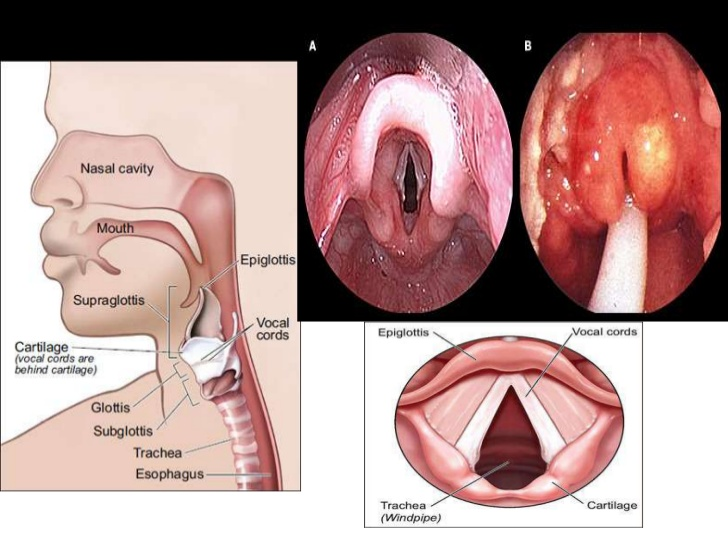 A
B
Nasal cavity
Mouth
Epiglottis
Supraglottis
Vocal
cords
Cartilage
(vocal cords are
behind cartilage)
Glottis
Subglottis
Trachea
Esophagus
Epiglottis
Vocal cords
Trachea
(Windpipe)
Cartilage